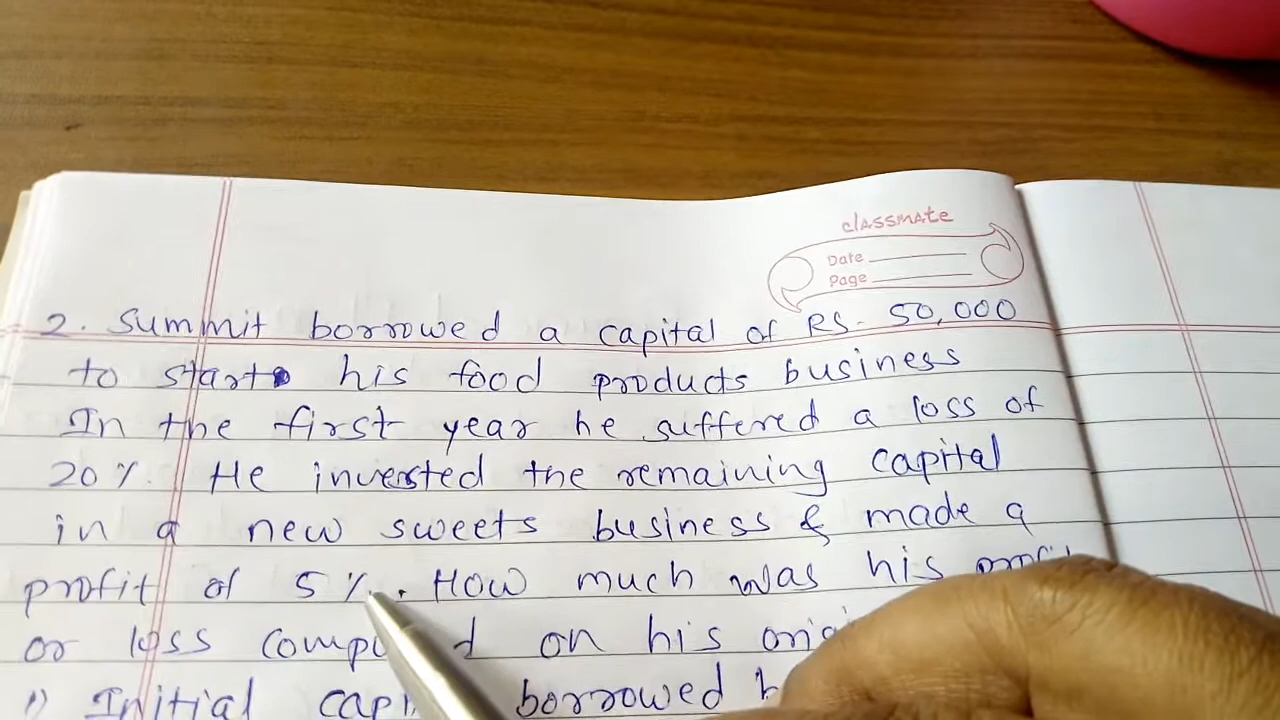 classmate
Date
Page
2. Summit borrowed a capital of RS. 50,000
to start his food products business
In the first year he suffered a loss of
20%. He invested the remaining capital
in a new sweets business & made a
profit of 5%. How much was his
or loss on his
1) Initial borrowed